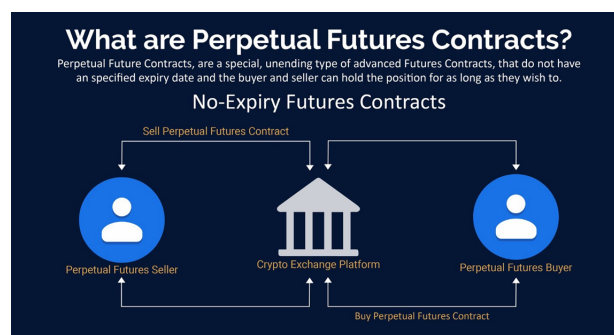 What are Perpetual Futures Contracts?
Perpetual Future Contracts, are a special, unending type of advanced Futures Contracts, that do not have
an specified expiry date and the buyer and seller can hold the position for as long as they wish to.
No-Expiry Futures Contracts
Sell Perpetual Futures Contract
Perpetual Futures Seller
Crypto Exchange Platform
Perpetual Futures Buyer
Buy Perpetual Futures Contract